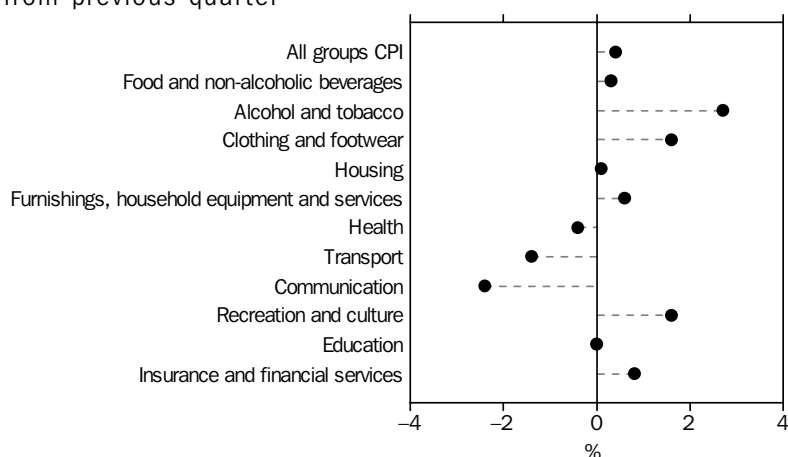 from previous quarter
All groups CPI
Food and non-alcoholic beverages
Alcohol and tobacco
Clothing and footwear
Housing
Furnishings, household equipment and services
Health
Transport
Communication
Recreation and culture
Education
Insurance and financial services
–4 –2 0 2 4
%